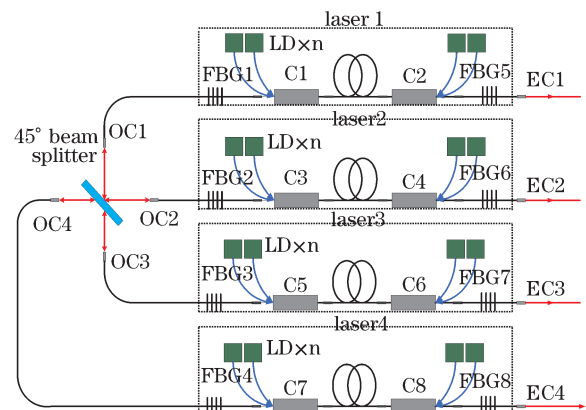 laser 1
LD×n
FBG1
C1
C2
FBG5
EC1
OC1
45° beam
splitter
laser2
LD×n
FBG2
C3
C4
FBG6
EC2
OC4
OC2
laser3
OC3
LD×n
FBG3
C5
C6
FBG7
EC3
laser4
LD×n
FBG4
C7
C8
FBG8
EC4